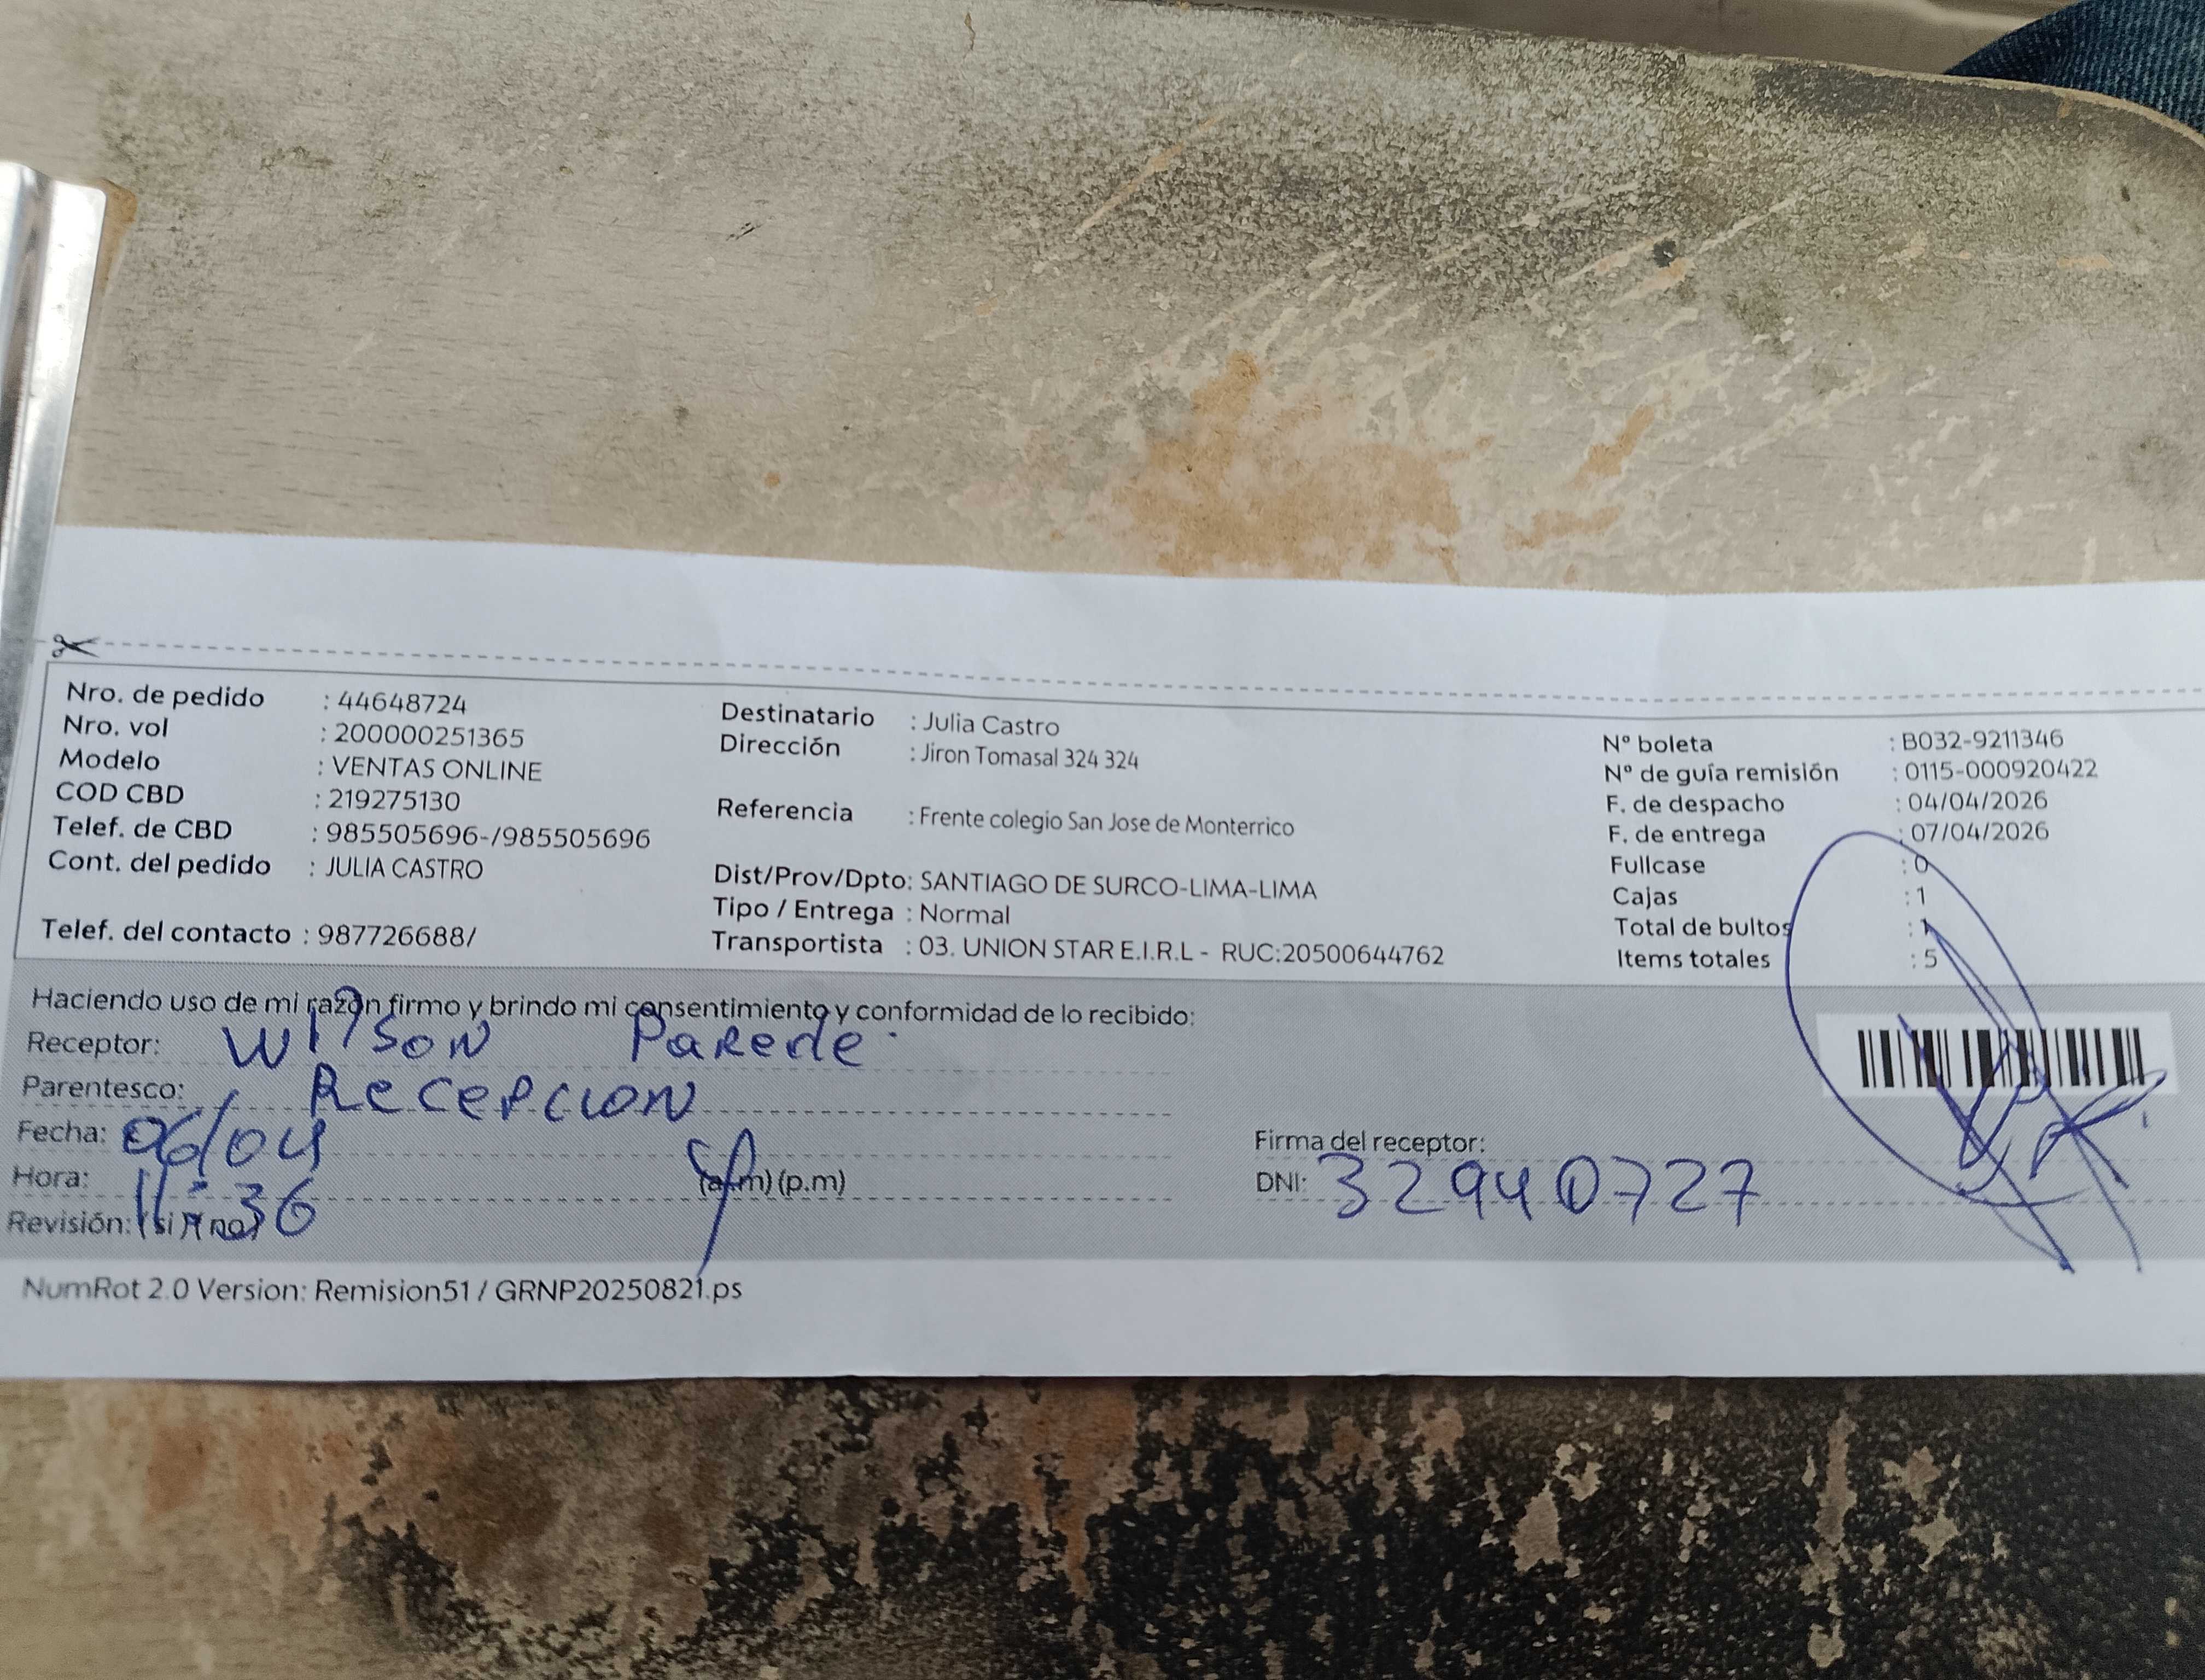 Nro. de pedido : 44648724
Nro. vol : 200000251365
Modelo : VENTAS ONLINE
COD CBD : 219275130
Telef. de CBD : 985505696-/985505696
Cont. del pedido : JULIA CASTRO
Telef. del contacto : 987726688/
Destinatario : Julia Castro
Dirección : Jiron Tomasal 324 324
Referencia : Frente colegio San Jose de Monterrico
Dist/Prov/Dpto: SANTIAGO DE SURCO-LIMA-LIMA
Tipo / Entrega : Normal
Transportista : 03. UNION STAR E.I.R.L - RUC:20500644762
N° boleta : B032-9211346
N° de guía remisión : 0115-000920422
F. de despacho : 04/04/2026
F. de entrega : 07/04/2026
Fullcase : 0
Cajas : 1
Total de bultos : 1
Items totales : 5
Haciendo uso de mi razón firmo y brindo mi consentimiento y conformidad de lo recibido:
Receptor: Wilson Parede
Parentesco: Recepcion
Fecha: 06/04
Hora: 11:36 (a.m) (p.m)
Revisión: (si) (no)
Firma del receptor:
DNI: 32940727
NumRot 2.0 Version: Remision51 / GRNP20250821.ps